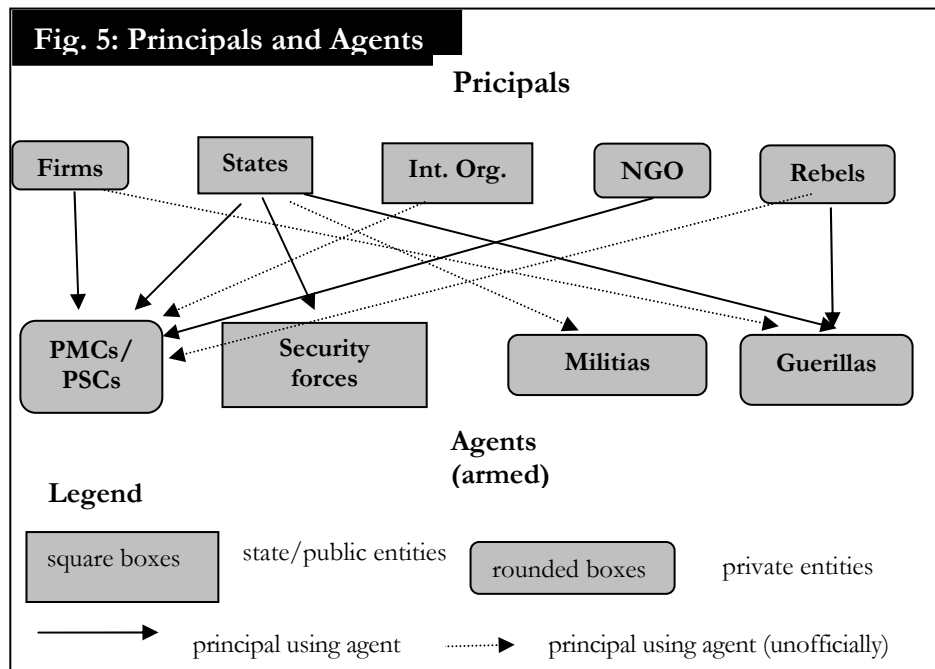 Fig. 5: Principals and Agents
Pricipals
Firms
States
Int. Org.
NGO
Rebels
PMCs/
PSCs
Security
forces
Militias
Guerillas
Agents
(armed)
Legend
square boxes
state/public entities
rounded boxes
private entities
principal using agent
principal using agent (unofficially)